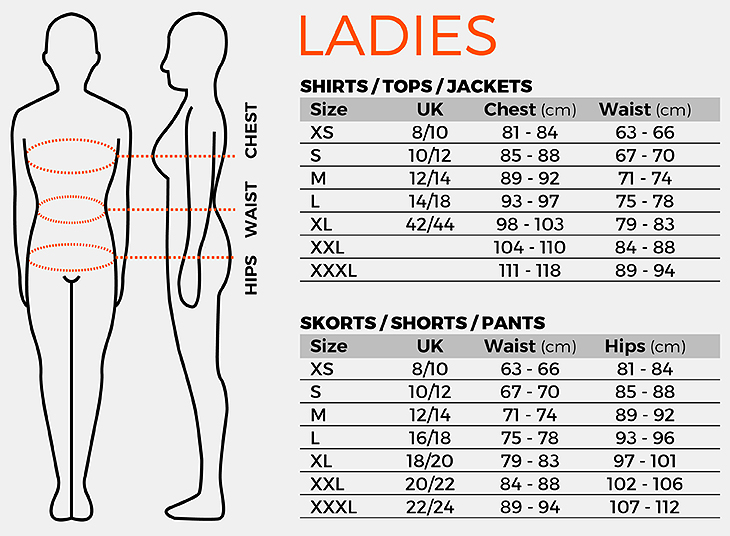 LADIES
SHIRTS / TOPS / JACKETS
Size UK Chest (cm) Waist (cm)
XS 8/10 81 - 84 63 - 66
S 10/12 85 - 88 67 - 70
M 12/14 89 - 92 71 - 74
L 14/18 93 - 97 75 - 78
XL 42/44 98 - 103 79 - 83
XXL 104 - 110 84 - 88
XXXL 111 - 118 89 - 94
SKORTS / SHORTS / PANTS
Size UK Waist (cm) Hips (cm)
XS 8/10 63 - 66 81 - 84
S 10/12 67 - 70 85 - 88
M 12/14 71 - 74 89 - 92
L 16/18 75 - 78 93 - 96
XL 18/20 79 - 83 97 - 101
XXL 20/22 84 - 88 102 - 106
XXXL 22/24 89 - 94 107 - 112
CHEST
WAIST
HIPS